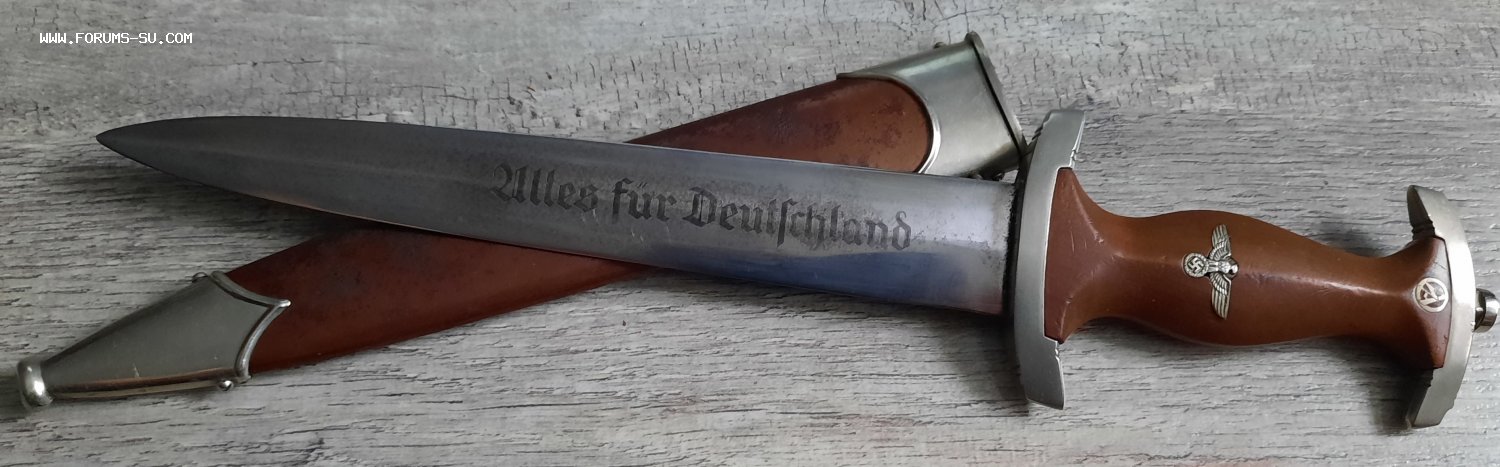 WWW.FORUMS-SU.COM
Alles für Deutschland